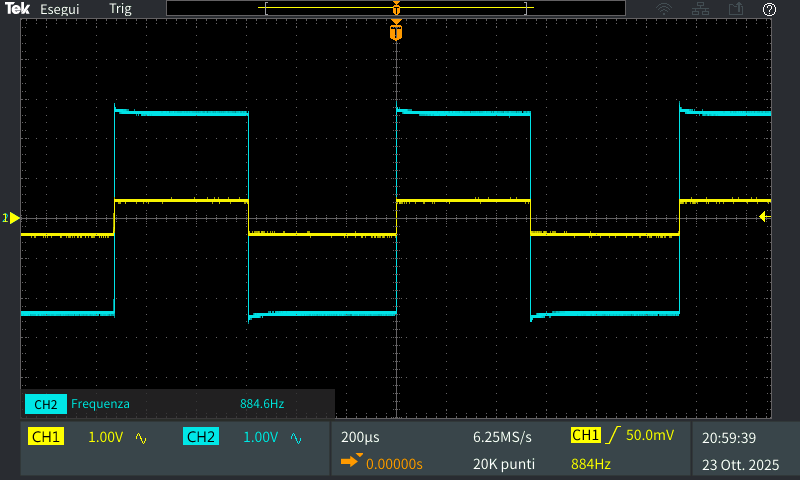 Tek Esegui Trig
T
?
T
1
CH2 Frequenza 884.6Hz
CH1 1.00V CH2 1.00V 200µs 6.25MS/s CH1 50.0mV 20:59:39
0.00000s 20K punti 884Hz 23 Ott. 2025